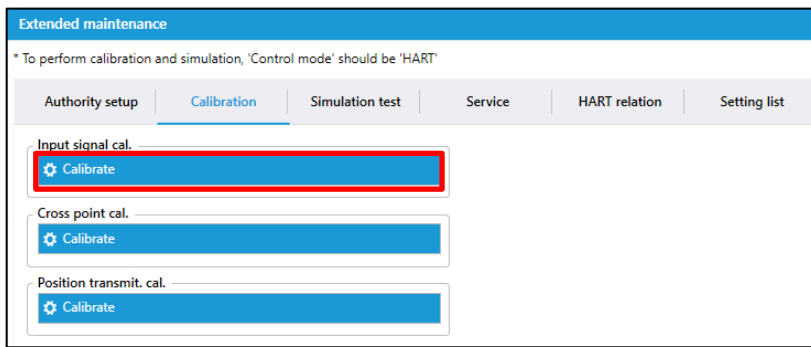 Extended maintenance
* To perform calibration and simulation, 'Control mode' should be 'HART'
Authority setup Calibration Simulation test Service HART relation Setting list
Input signal cal.
Calibrate
Cross point cal.
Calibrate
Position transmit. cal.
Calibrate